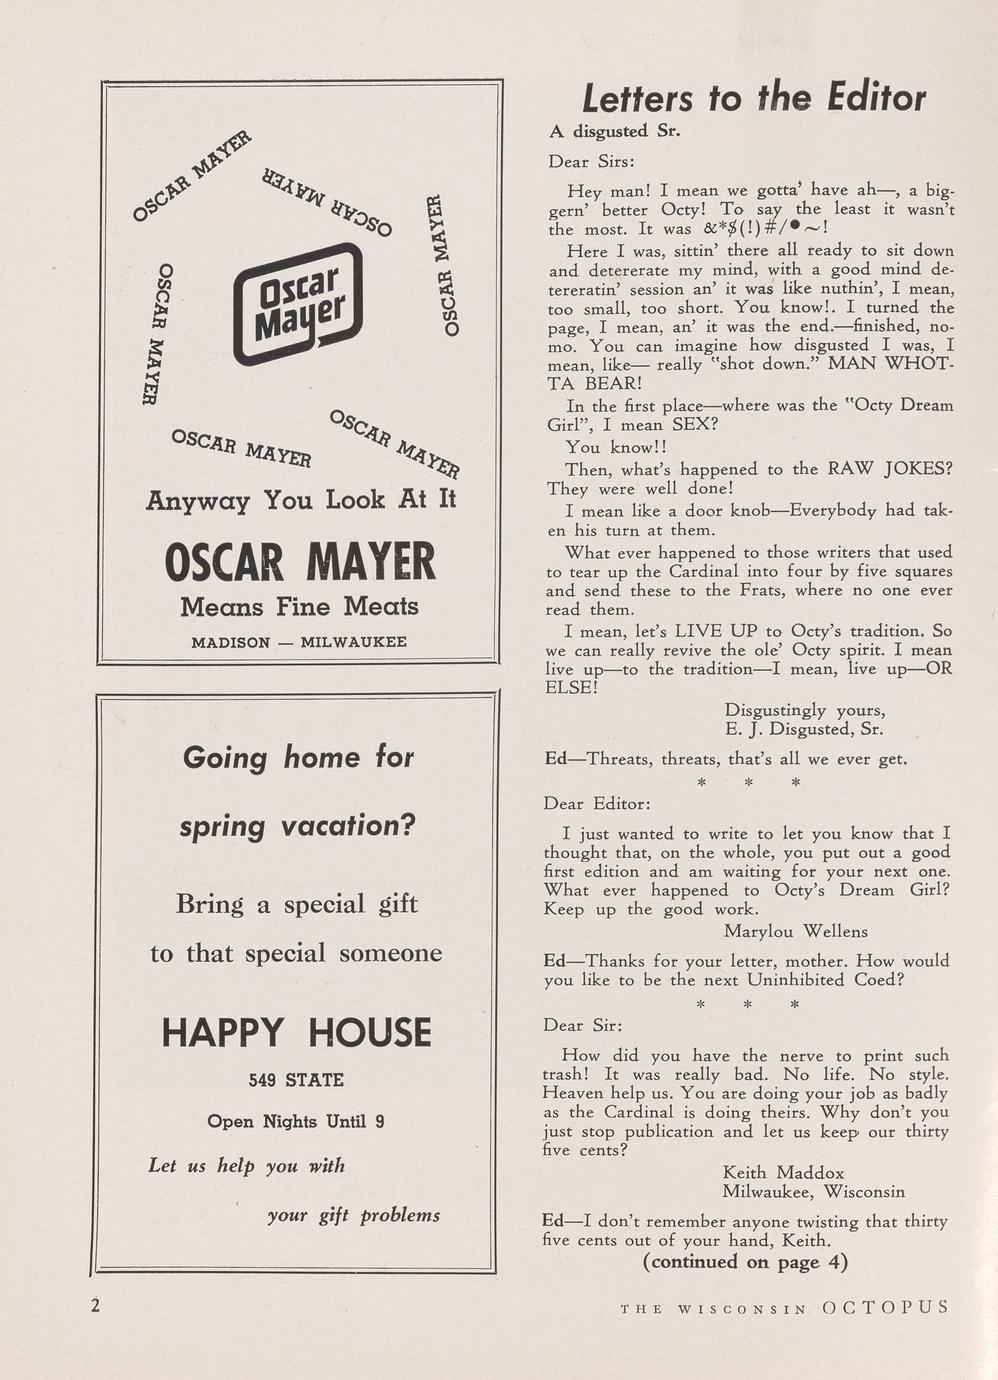 OSCAR MAYER
OSCAR MAYER
OSCAR MAYER
OSCAR MAYER
Oscar
Mayer
OSCAR MAYER
OSCAR MAYER
Anyway You Look At It
OSCAR MAYER
Means Fine Meats
MADISON — MILWAUKEE
Going home for
spring vacation?
Bring a special gift
to that special someone
HAPPY HOUSE
549 STATE
Open Nights Until 9
Let us help you with
your gift problems
Letters to the Editor
A disgusted Sr.
Dear Sirs:
Hey man! I mean we gotta' have ah—, a big-
gern' better Octy! To say the least it wasn't
the most. It was &*$(!)#/•~!
Here I was, sittin' there all ready to sit down
and detererate my mind, with a good mind de-
tereratin' session an' it was like nuthin', I mean,
too small, too short. You know!. I turned the
page, I mean, an' it was the end.—finished, no-
mo. You can imagine how disgusted I was, I
mean, like— really "shot down." MAN WHOT-
TA BEAR!
In the first place—where was the "Octy Dream
Girl", I mean SEX?
You know!!
Then, what's happened to the RAW JOKES?
They were well done!
I mean like a door knob—Everybody had tak-
en his turn at them.
What ever happened to those writers that used
to tear up the Cardinal into four by five squares
and send these to the Frats, where no one ever
read them.
I mean, let's LIVE UP to Octy's tradition. So
we can really revive the ole' Octy spirit. I mean
live up—to the tradition—I mean, live up—OR
ELSE!
Disgustingly yours,
E. J. Disgusted, Sr.
Ed—Threats, threats, that's all we ever get.
* * *
Dear Editor:
I just wanted to write to let you know that I
thought that, on the whole, you put out a good
first edition and am waiting for your next one.
What ever happened to Octy's Dream Girl?
Keep up the good work.
Marylou Wellens
Ed—Thanks for your letter, mother. How would
you like to be the next Uninhibited Coed?
* * *
Dear Sir:
How did you have the nerve to print such
trash! It was really bad. No life. No style.
Heaven help us. You are doing your job as badly
as the Cardinal is doing theirs. Why don't you
just stop publication and let us keep our thirty
five cents?
Keith Maddox
Milwaukee, Wisconsin
Ed—I don't remember anyone twisting that thirty
five cents out of your hand, Keith.
(continued on page 4)
2
THE WISCONSIN OCTOPUS